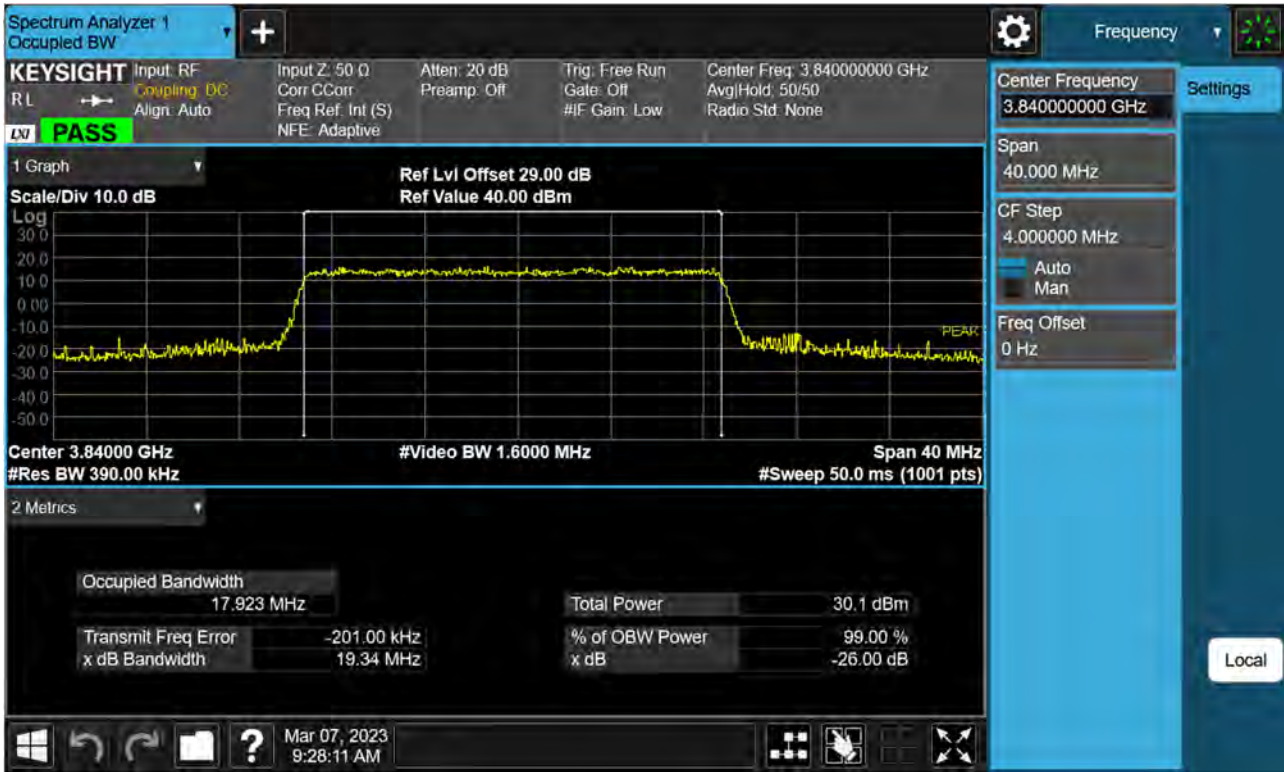 Spectrum Analyzer 1
Occupied BW
Frequency
KEYSIGHT
RL
LXI
PASS
Input: RF
Coupling: DC
Align: Auto
Input Z: 50 Ω
Corr CCorr
Freq Ref: Int (S)
NFE: Adaptive
Atten: 20 dB
Preamp: Off
Trig: Free Run
Gate: Off
#IF Gain: Low
Center Freq: 3.840000000 GHz
Avg|Hold: 50/50
Radio Std: None
Center Frequency
3.840000000 GHz
Settings
Span
40.000 MHz
CF Step
4.000000 MHz
Auto
Man
Freq Offset
0 Hz
Local
1 Graph
Scale/Div 10.0 dB
Ref Lvl Offset 29.00 dB
Ref Value 40.00 dBm
Log
30.0
20.0
10.0
0.00
-10.0
-20.0
-30.0
-40.0
-50.0
PEAK
Center 3.84000 GHz
#Video BW 1.6000 MHz
Span 40 MHz
#Res BW 390.00 kHz
#Sweep 50.0 ms (1001 pts)
2 Metrics
Occupied Bandwidth
17.923 MHz
Total Power 30.1 dBm
Transmit Freq Error -201.00 kHz
% of OBW Power 99.00 %
x dB Bandwidth 19.34 MHz
x dB -26.00 dB
Mar 07, 2023
9:28:11 AM